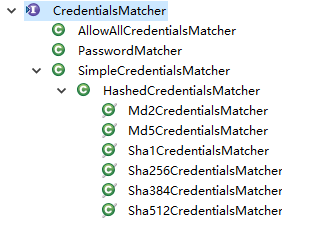 CredentialsMatcher
AllowAllCredentialsMatcher
PasswordMatcher
SimpleCredentialsMatcher
HashedCredentialsMatcher
Md2CredentialsMatcher
Md5CredentialsMatcher
Sha1CredentialsMatcher
Sha256CredentialsMatcher
Sha384CredentialsMatcher
Sha512CredentialsMatcher